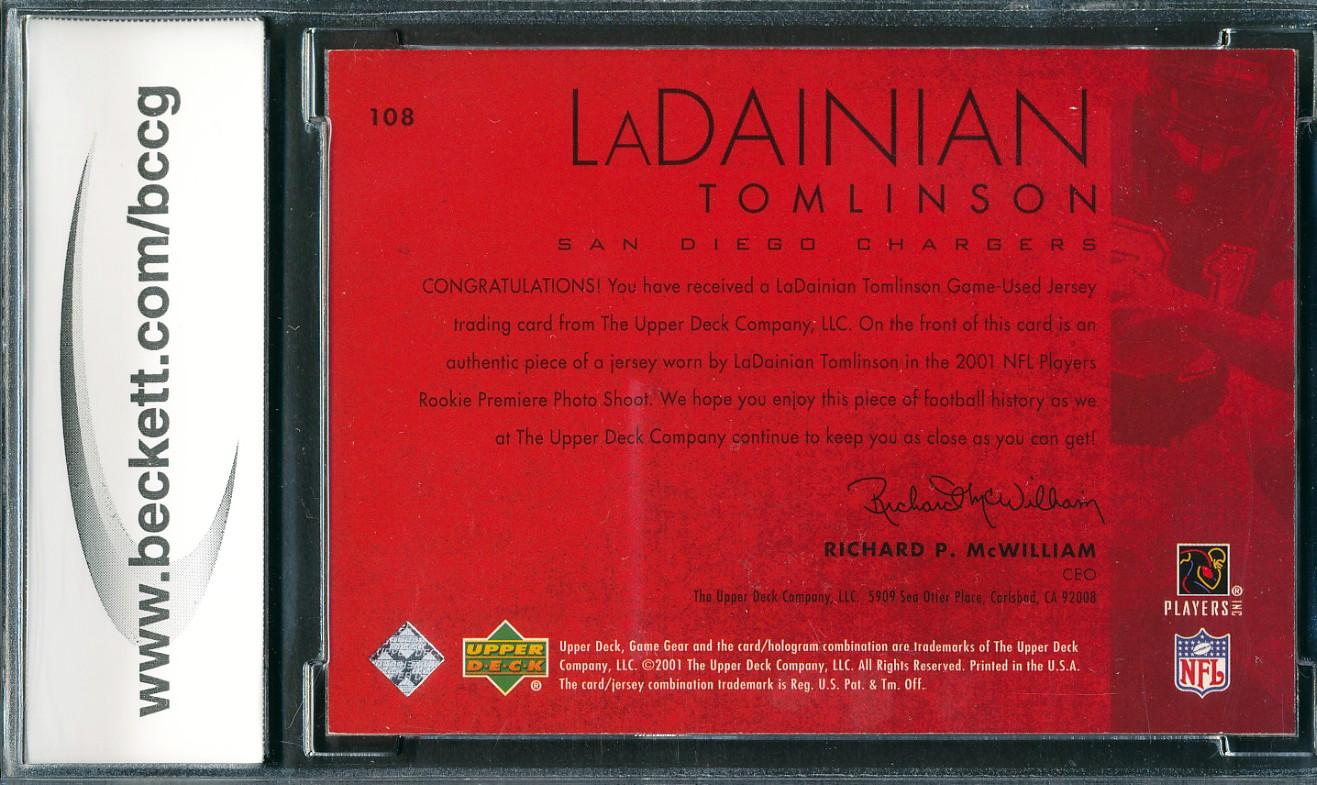 www.beckett.com/bccg
108
LADAINIAN
TOMLINSON
SAN DIEGO CHARGERS
CONGRATULATIONS! You have received a LaDainian Tomlinson Game-Used Jersey
trading card from The Upper Deck Company, LLC. On the front of this card is an
authentic piece of a jersey worn by LaDainian Tomlinson in the 2001 NFL Players
Rookie Premiere Photo Shoot. We hope you enjoy this piece of football history as we
at The Upper Deck Company continue to keep you as close as you can get!
Richard McWilliam
RICHARD P. McWILLIAM
CEO
The Upper Deck Company, LLC. 5909 Sea Otter Place, Carlsbad, CA 92008
UPPER
D·E·C·K
®
Upper Deck, Game Gear and the card/hologram combination are trademarks of The Upper Deck
Company, LLC. ©2001 The Upper Deck Company, LLC. All Rights Reserved. Printed in the U.S.A.
The card/jersey combination trademark is Reg. U.S. Pat. & Tm. Off.
PLAYERS INC ®
NFL
21